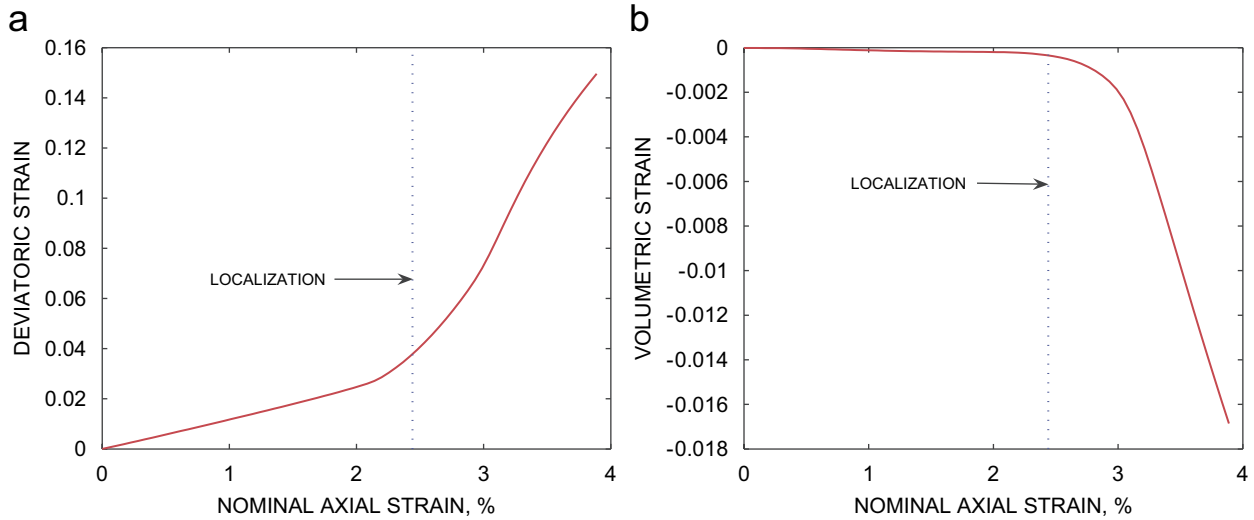 a
0.16
0.14
0.12
0.1
0.08
0.06
0.04
0.02
0
DEVIATORIC STRAIN
LOCALIZATION
0 1 2 3 4
NOMINAL AXIAL STRAIN, %
b
0
-0.002
-0.004
-0.006
-0.008
-0.01
-0.012
-0.014
-0.016
-0.018
VOLUMETRIC STRAIN
LOCALIZATION
0 1 2 3 4
NOMINAL AXIAL STRAIN, %